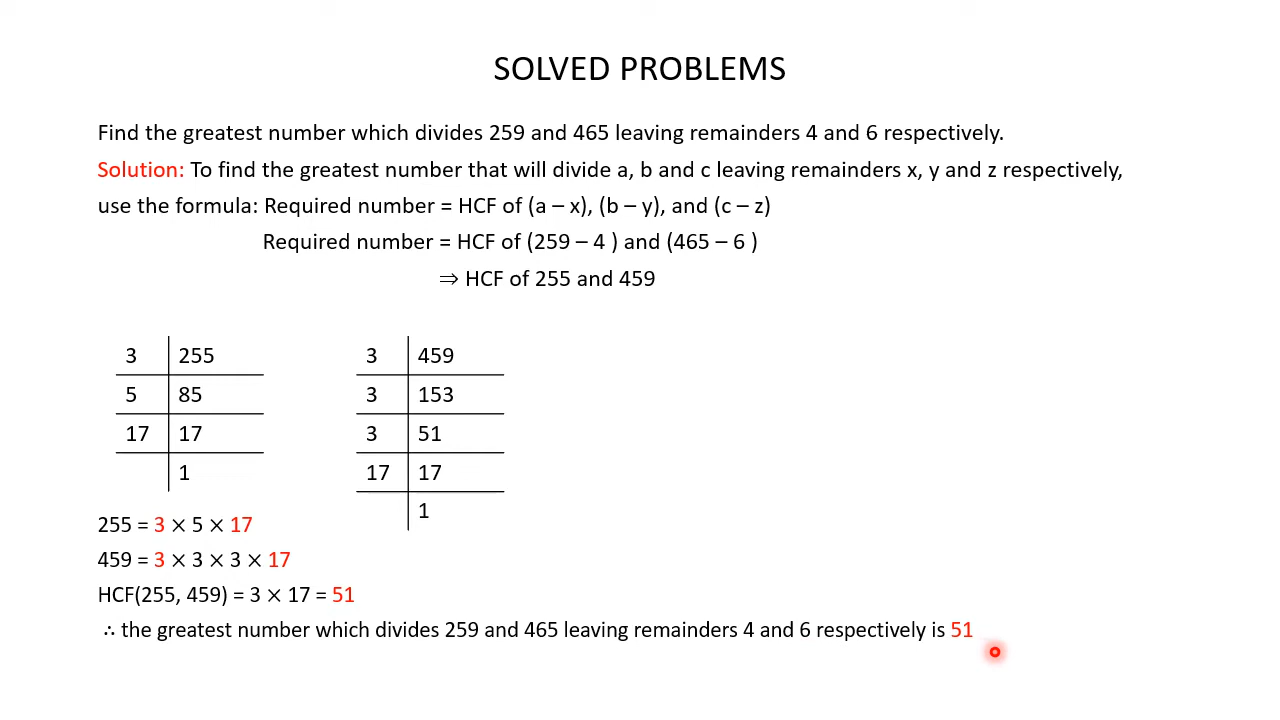 SOLVED PROBLEMS
Find the greatest number which divides 259 and 465 leaving remainders 4 and 6 respectively.
Solution: To find the greatest number that will divide a, b and c leaving remainders x, y and z respectively,
use the formula: Required number = HCF of (a – x), (b – y), and (c – z)
Required number = HCF of (259 – 4 ) and (465 – 6 )
⇒ HCF of 255 and 459
3 255
5 85
17 17
1
3 459
3 153
3 51
17 17
1
255 = 3 × 5 × 17
459 = 3 × 3 × 3 × 17
HCF(255, 459) = 3 × 17 = 51
∴ the greatest number which divides 259 and 465 leaving remainders 4 and 6 respectively is 51